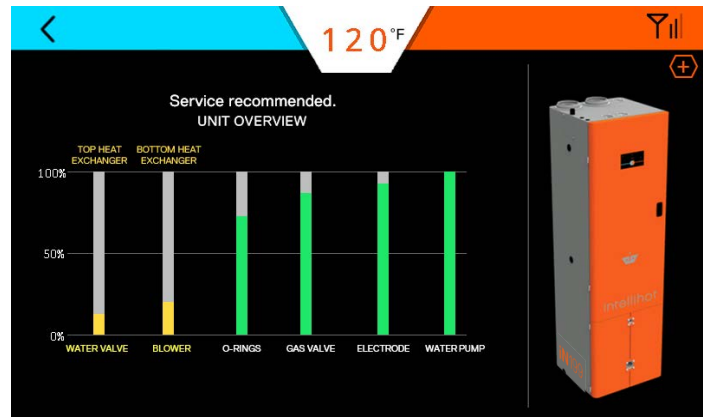 120°F
Service recommended.
UNIT OVERVIEW
TOP HEAT
EXCHANGER
BOTTOM HEAT
EXCHANGER
100%
50%
0%
WATER VALVE
BLOWER
O-RINGS
GAS VALVE
ELECTRODE
WATER PUMP
intellihot